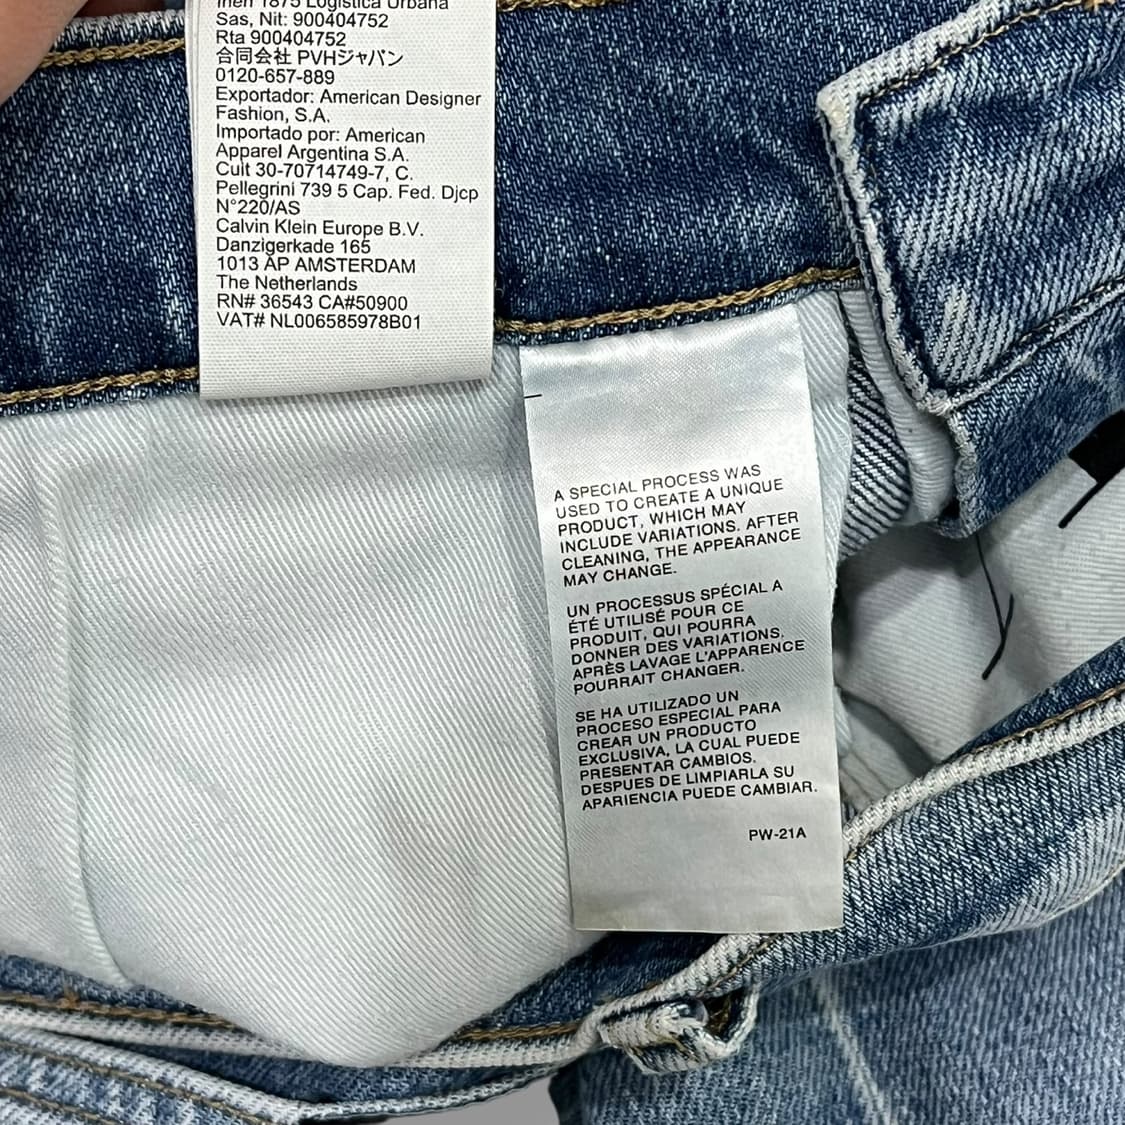 1875 Logística Urbana
Sas, Nit: 900404752
Rta 900404752
合同会社 PVHジャパン
0120-657-889
Exportador: American Designer
Fashion, S.A.
Importado por: American
Apparel Argentina S.A.
Cuit 30-70714749-7, C.
Pellegrini 739 5 Cap. Fed. Djcp
N°220/AS
Calvin Klein Europe B.V.
Danzigerkade 165
1013 AP AMSTERDAM
The Netherlands
RN# 36543 CA#50900
VAT# NL006585978B01
A SPECIAL PROCESS WAS
USED TO CREATE A UNIQUE
PRODUCT, WHICH MAY
INCLUDE VARIATIONS. AFTER
CLEANING, THE APPEARANCE
MAY CHANGE.
UN PROCESSUS SPÉCIAL A
ÉTÉ UTILISÉ POUR CE
PRODUIT, QUI POURRA
DONNER DES VARIATIONS.
APRÈS LAVAGE L'APPARENCE
POURRAIT CHANGER.
SE HA UTILIZADO UN
PROCESO ESPECIAL PARA
CREAR UN PRODUCTO
EXCLUSIVA, LA CUAL PUEDE
PRESENTAR CAMBIOS.
DESPUES DE LIMPIARLA SU
APARIENCIA PUEDE CAMBIAR.
PW-21A